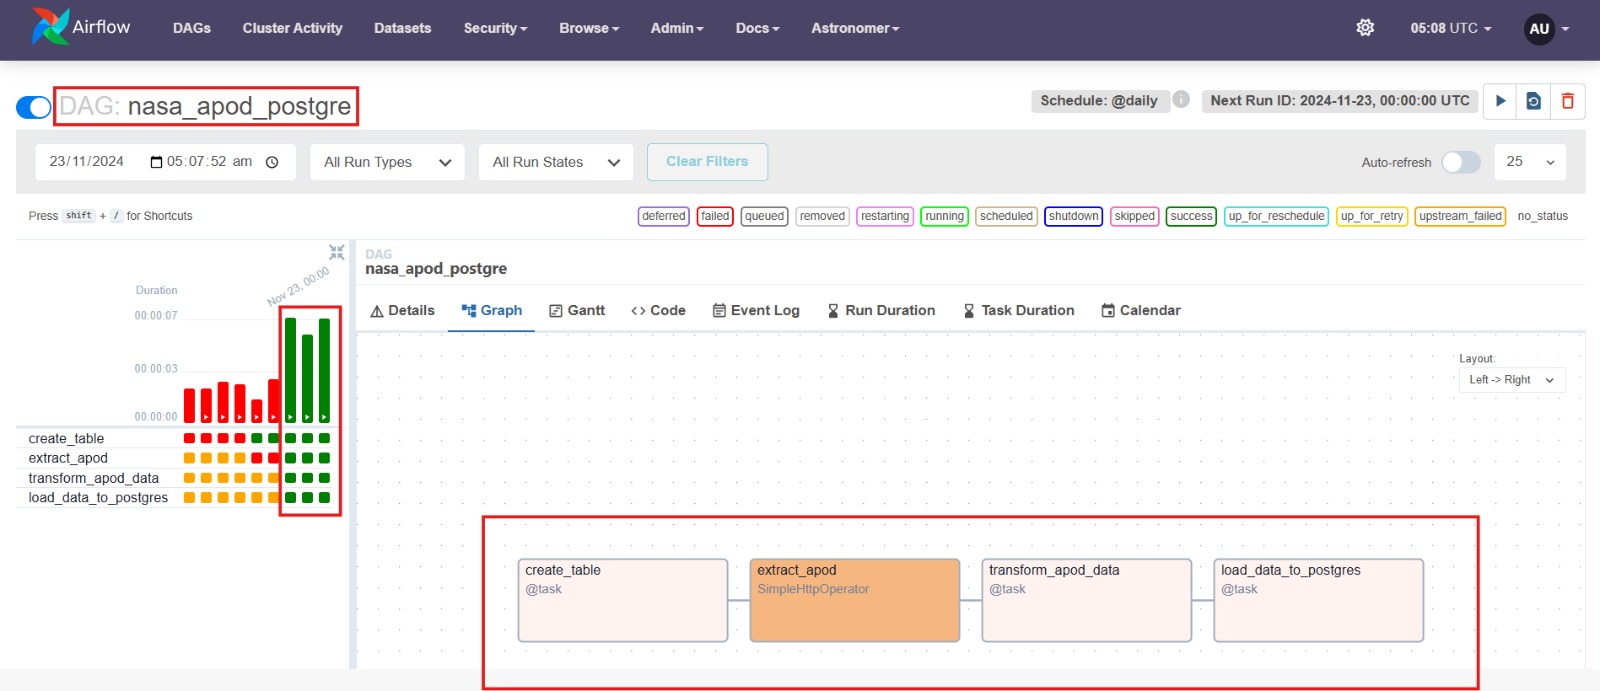 Airflow DAGs Cluster Activity Datasets Security Browse Admin Docs Astronomer 05:08 UTC AU
DAG: nasa_apod_postgre Schedule: @daily i Next Run ID: 2024-11-23, 00:00:00 UTC
23/11/2024 05:07:52 am All Run Types All Run States Clear Filters Auto-refresh 25
Press shift + / for Shortcuts deferred failed queued removed restarting running scheduled shutdown skipped success up_for_reschedule up_for_retry upstream_failed no_status
DAG
nasa_apod_postgre
Nov 23, 00:00
Duration
00:00:07
00:00:03
00:00:00
create_table
extract_apod
transform_apod_data
load_data_to_postgres
Details Graph Gantt <> Code Event Log Run Duration Task Duration Calendar
Layout:
Left -> Right
create_table
@task
extract_apod
SimpleHttpOperator
transform_apod_data
@task
load_data_to_postgres
@task